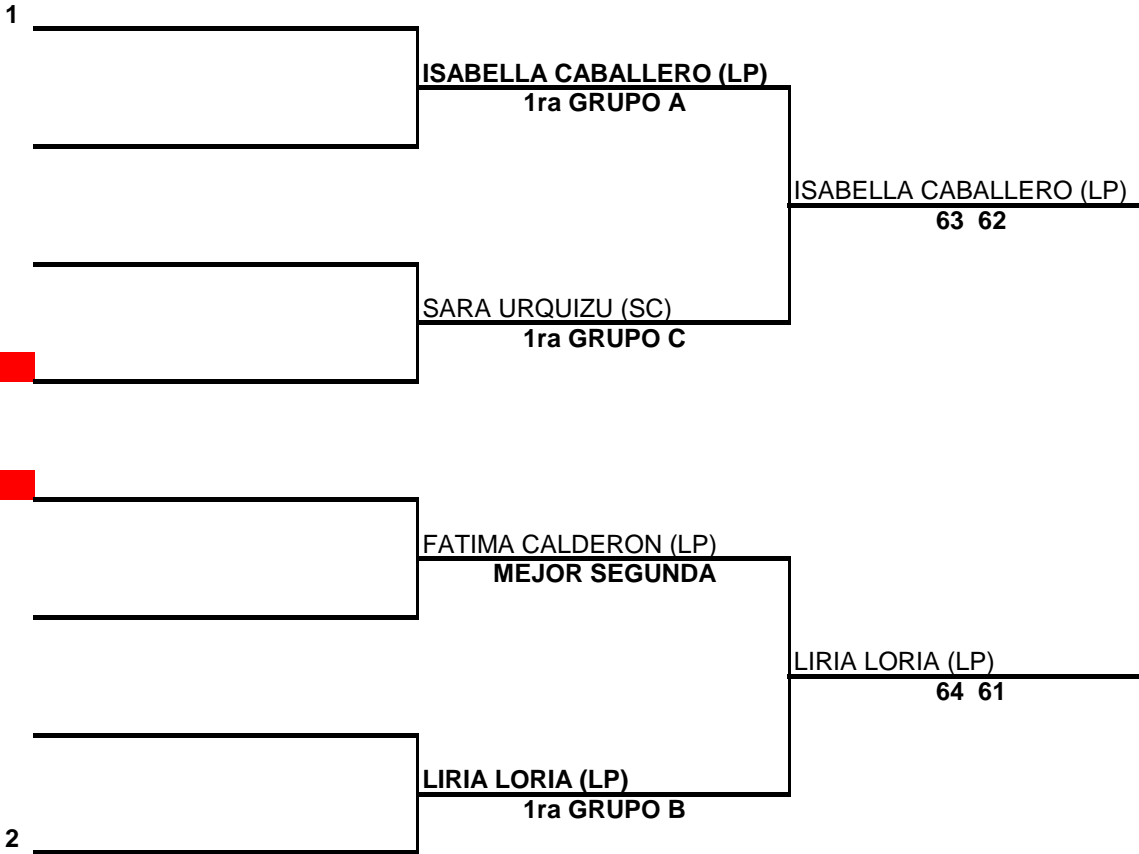 1
ISABELLA CABALLERO (LP)
1ra GRUPO A
ISABELLA CABALLERO (LP)
63 62
SARA URQUIZU (SC)
1ra GRUPO C
FATIMA CALDERON (LP)
MEJOR SEGUNDA
LIRIA LORIA (LP)
64 61
LIRIA LORIA (LP)
1ra GRUPO B
2